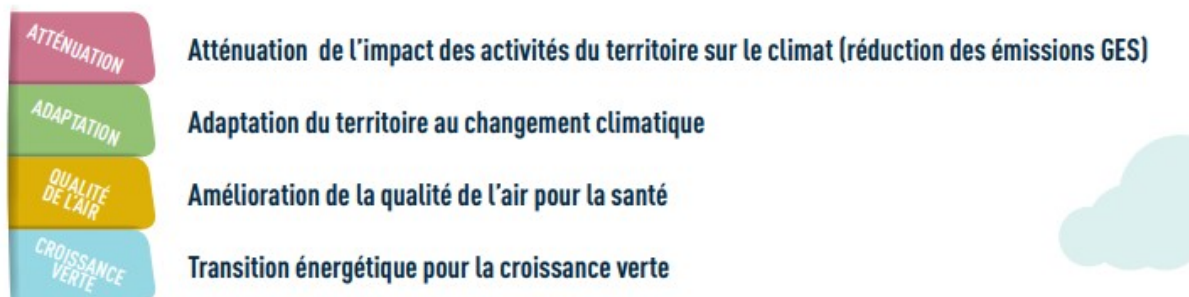 ATTÉNUATION
Atténuation de l'impact des activités du territoire sur le climat (réduction des émissions GES)
ADAPTATION
Adaptation du territoire au changement climatique
QUALITÉ
DE L'AIR
Amélioration de la qualité de l'air pour la santé
CROISSANCE
VERTE
Transition énergétique pour la croissance verte